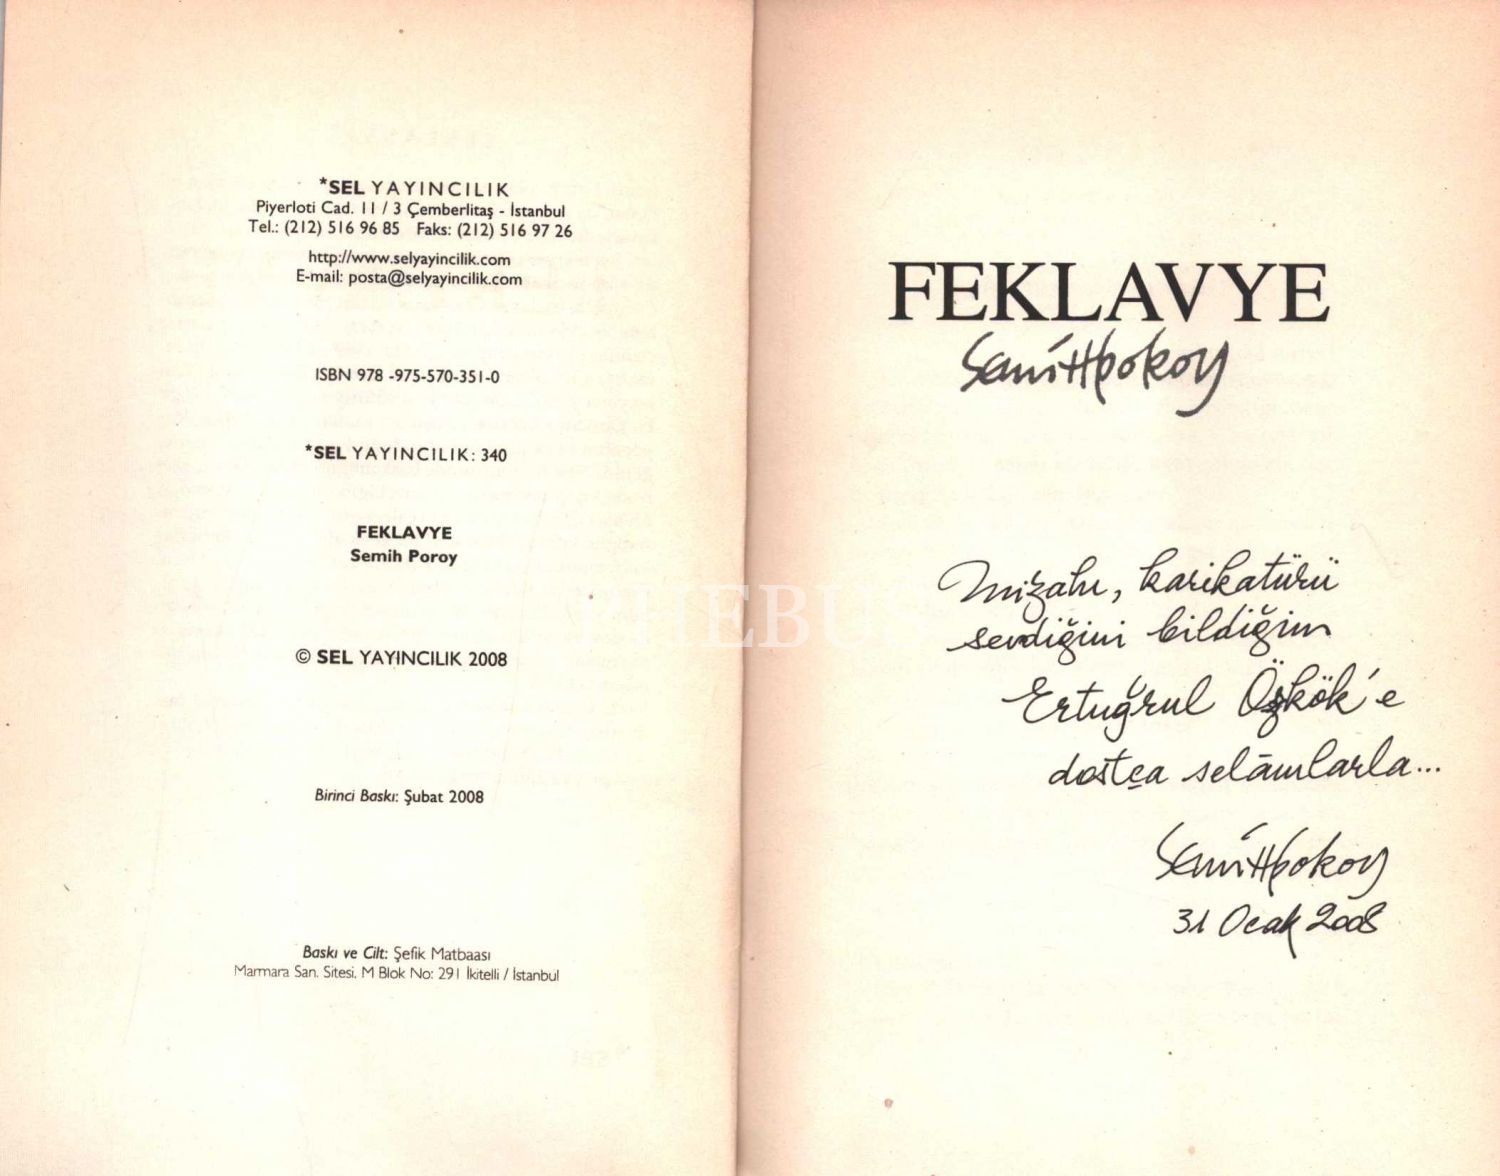 *SEL YAYINCILIK
Piyerloti Cad. 11 / 3 Çemberlitaş - İstanbul
Tel.: (212) 516 96 85 Faks: (212) 516 97 26
http://www.selyayincilik.com
E-mail: posta@selyayincilik.com
ISBN 978 -975-570-351-0
*SEL YAYINCILIK: 340
FEKLAVYE
Semih Poroy
© SEL YAYINCILIK 2008
Birinci Baskı: Şubat 2008
Baskı ve Cilt: Şefik Matbaası
Marmara San. Sitesi. M Blok No: 291 İkitelli / İstanbul
PHEBUS
FEKLAVYE
Semih Poroy
Mizahı, karikatürü
sevdiğini bildiğim
Ertuğrul Özkök'e
dostça selâmlarla...
Semih Poroy
31 Ocak 2008